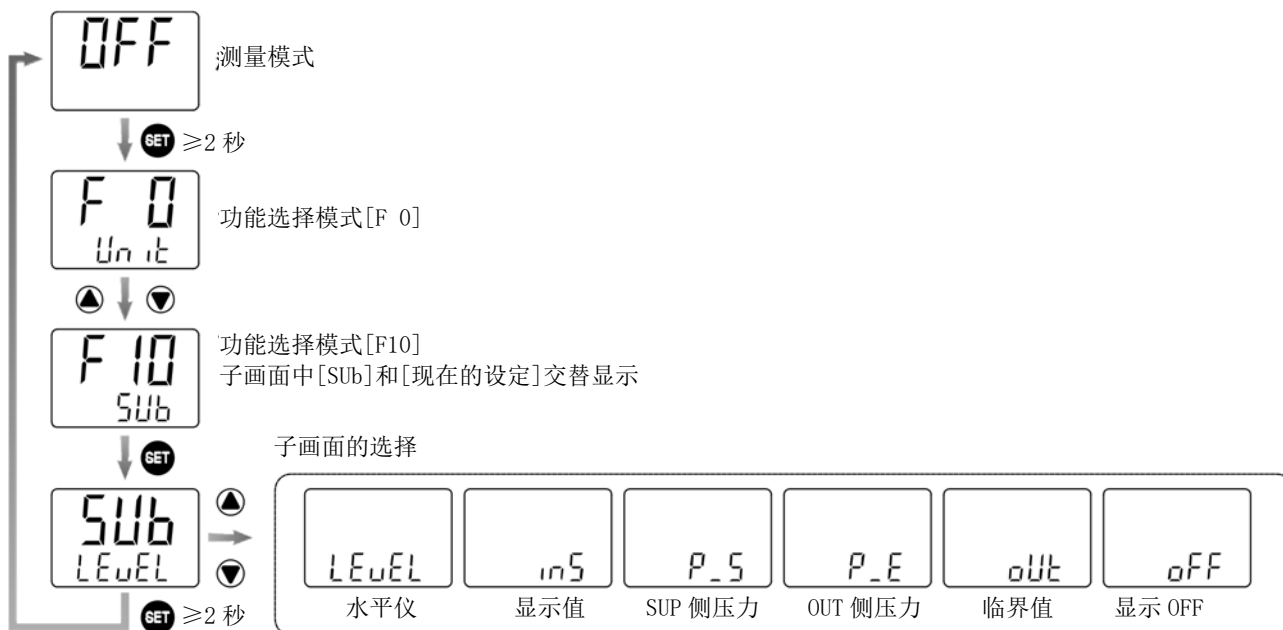 OFF
测量模式
SET ≥2 秒
F 0
Unit
功能选择模式[F 0]
F 10
SUb
功能选择模式[F10]
子画面中[SUb]和[现在的设定]交替显示
SET
子画面的选择
SUb
LEvEL
LEvEL
inS
P_S
P_E
oUt
oFF
水平仪
显示值
SUP 侧压力
OUT 侧压力
临界值
显示 OFF
SET ≥2 秒